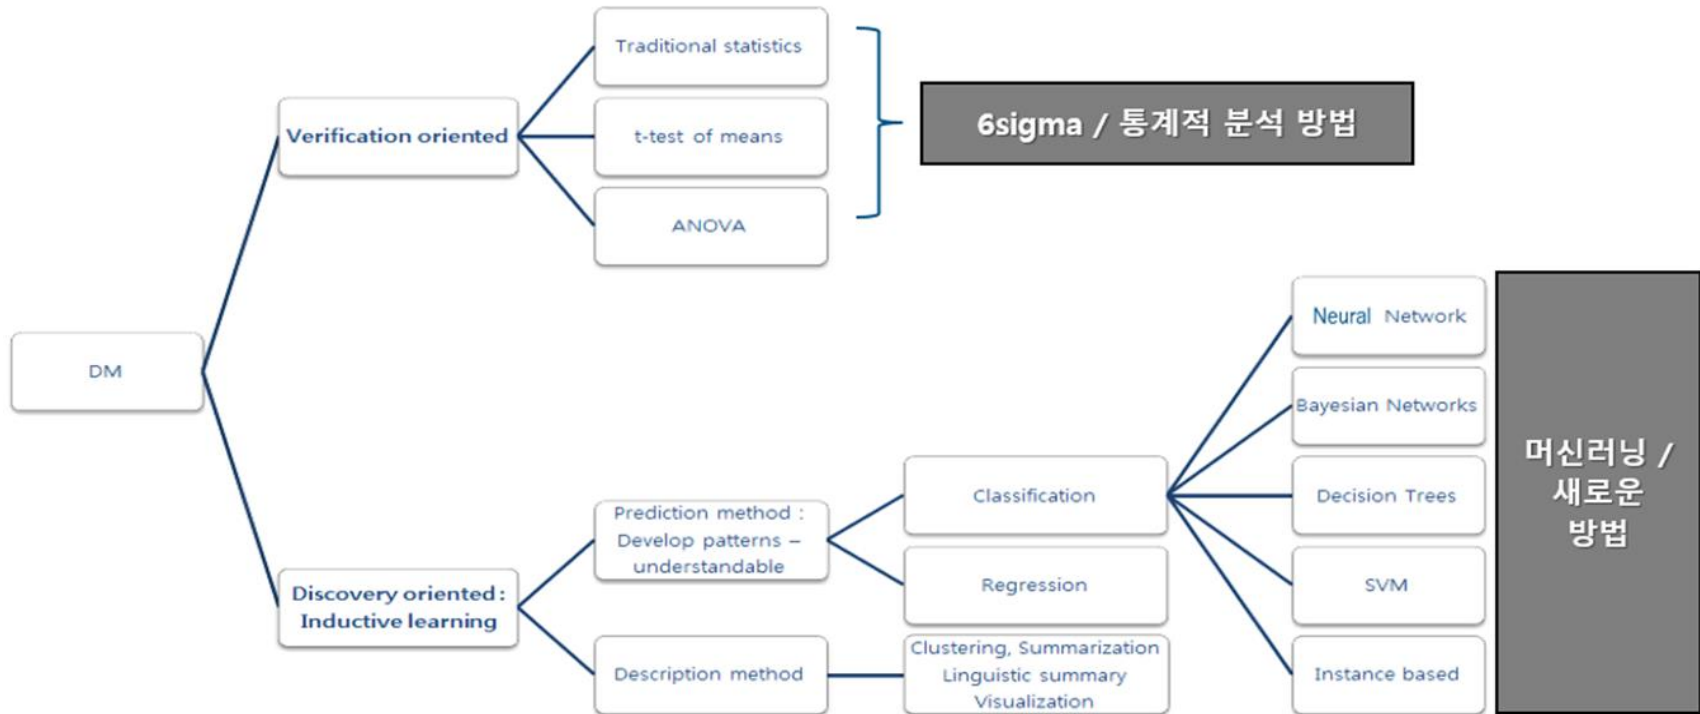 Traditional statistics
Verification oriented
t-test of means
6sigma / 통계적 분석 방법
ANOVA
DM
Discovery oriented :
Inductive learning
Prediction method :
Develop patterns –
understandable
Description method
Classification
Regression
Clustering, Summarization
Linguistic summary
Visualization
Neural Network
Bayesian Networks
Decision Trees
SVM
Instance based
머신러닝 /
새로운
방법